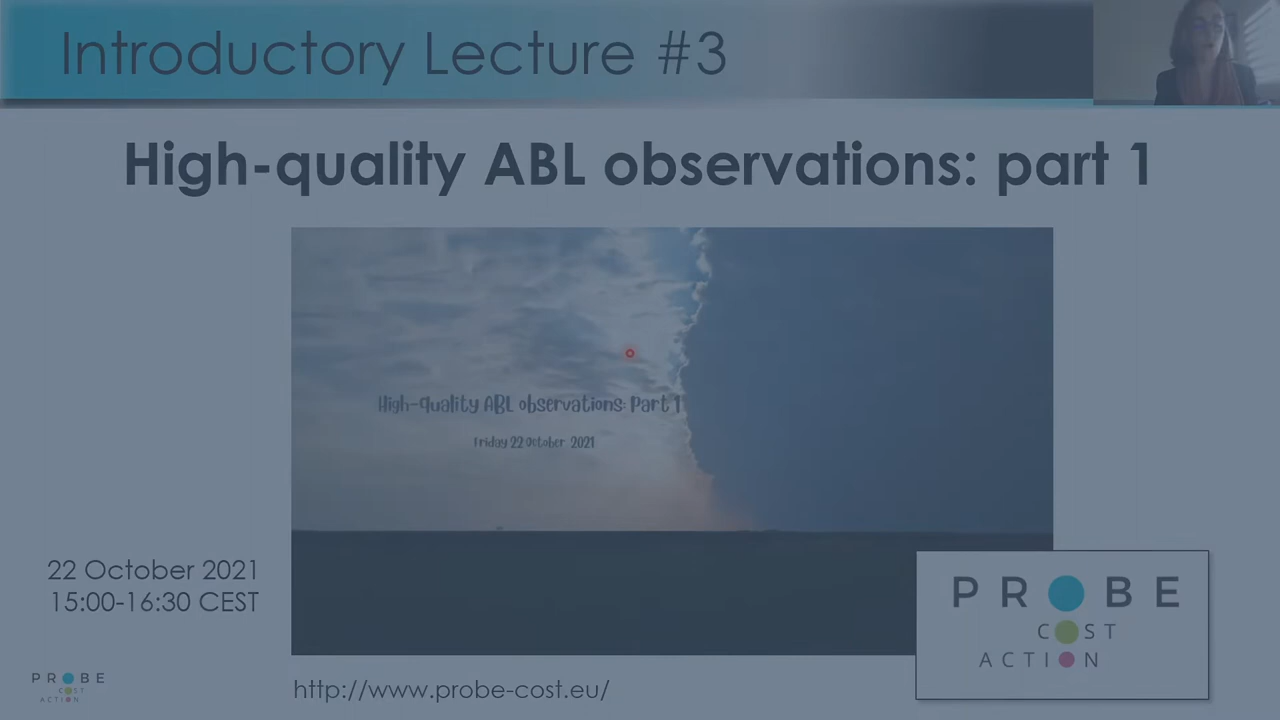 Introductory Lecture #3
High-quality ABL observations: part 1
High-quality ABL observations: Part 1
Friday 22 October 2021
22 October 2021
15:00-16:30 CEST
PROBE
COST
ACTION
PROBE
COST
ACTION
http://www.probe-cost.eu/